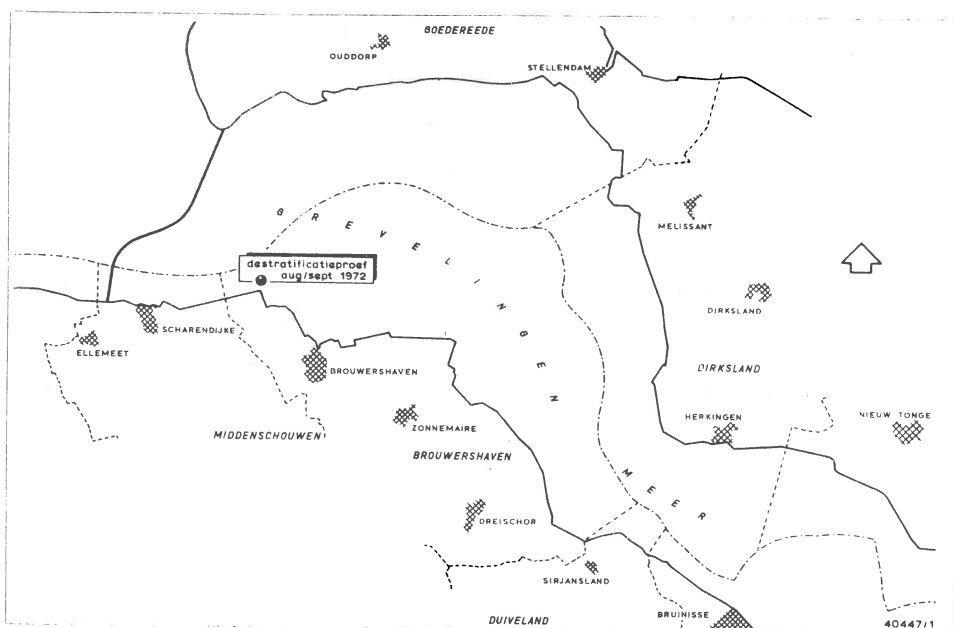 GOEDEREEDE
OUDDORP
STELLENDAM
MELISSANT
GREVELINGEN
destratificatieproef
aug/sept 1972
DIRKSLAND
SCHARENDIJKE
ELLEMEET
BROUWERSHAVEN
DIRKSLAND
HERKINGEN
NIEUW TONGE
ZONNEMAIRE
MIDDENSCHOUWEN
BROUWERSHAVEN
MEER
DREISCHOR
SIRJANSLAND
DUIVELAND
BRUINISSE
40447/1